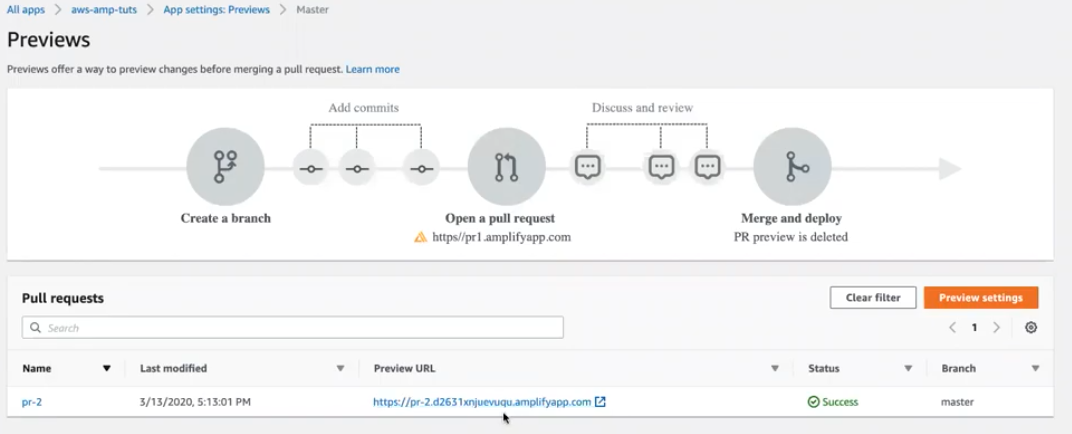 All apps > aws-amp-tuts > App settings: Previews > Master
Previews
Previews offer a way to preview changes before merging a pull request. Learn more
Add commits Discuss and review
Create a branch Open a pull request Merge and deploy
https//pr1.amplifyapp.com PR preview is deleted
Pull requests Clear filter Preview settings
Search < 1 >
Name Last modified Preview URL Status Branch
pr-2 3/13/2020, 5:13:01 PM https://pr-2.d2631xnjuevuqu.amplifyapp.com Success master